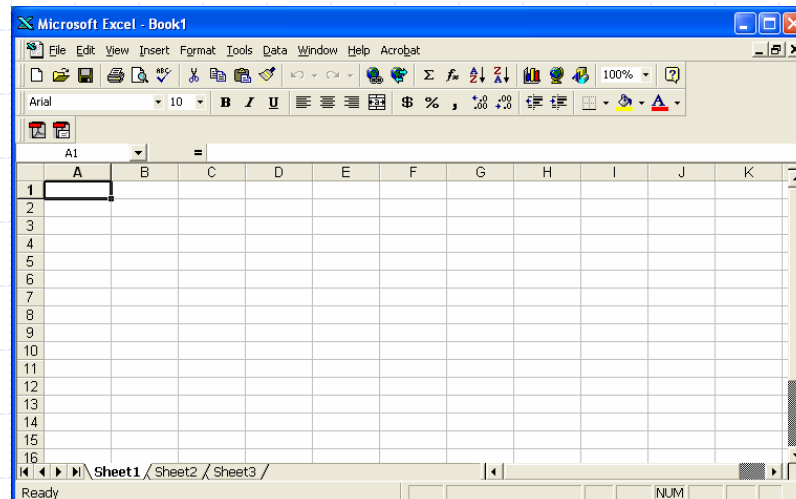 Microsoft Excel - Book1
File Edit View Insert Format Tools Data Window Help Acrobat
Σ fx 100%
Arial 10 B I U $ % ,
A1 =
A B C D E F G H I J K
1
2
3
4
5
6
7
8
9
10
11
12
13
14
15
16
Sheet1 Sheet2 Sheet3
Ready NUM